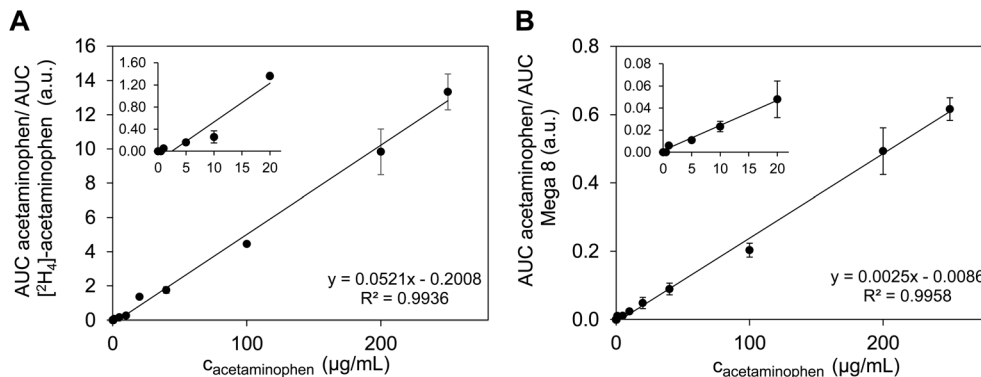 A
AUC acetaminophen/ AUC
[²H₄]-acetaminophen (a.u.)
16
14
12
10
8
6
4
2
0
1.60
1.20
0.80
0.40
0.00
0 5 10 15 20
y = 0.0521x - 0.2008
R² = 0.9936
0 100 200
cacetaminophen (µg/mL)
B
AUC acetaminophen/ AUC
Mega 8 (a.u.)
0.8
0.6
0.4
0.2
0.0
0.08
0.06
0.04
0.02
0.00
0 5 10 15 20
y = 0.0025x - 0.0086
R² = 0.9958
0 100 200
cacetaminophen (µg/mL)